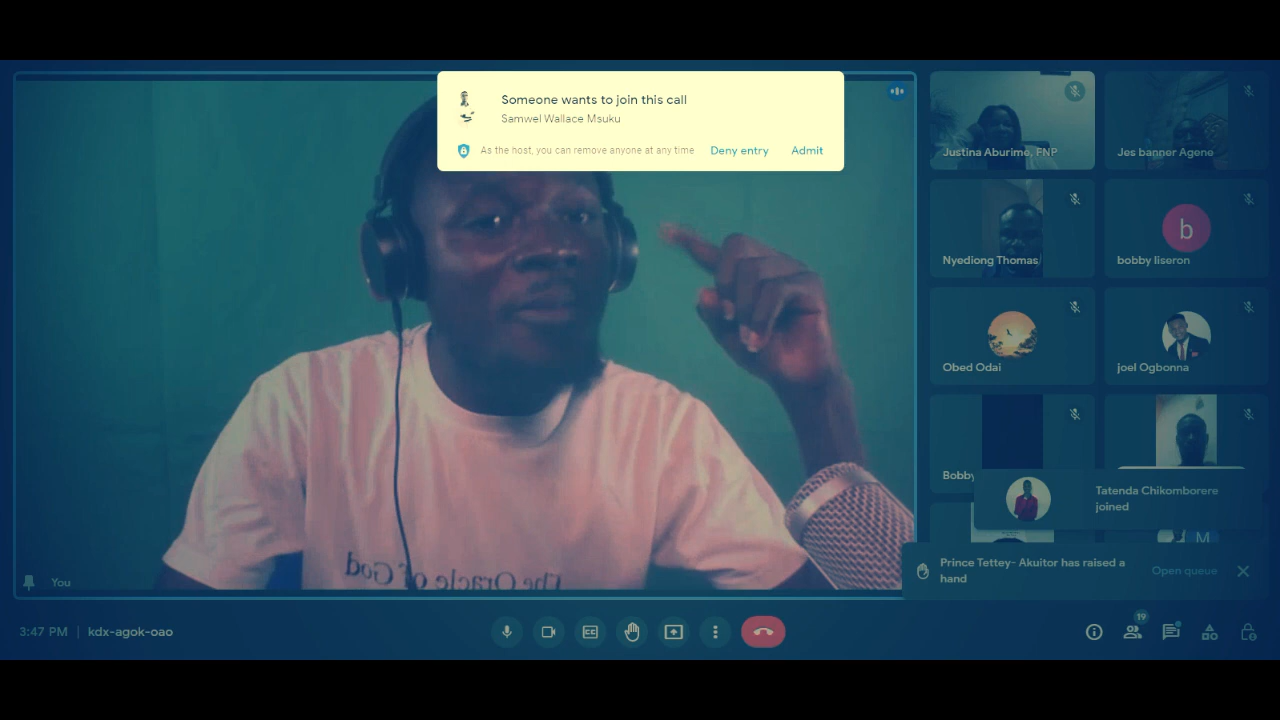 Someone wants to join this call
Samwel Wallace Msuku
As the host, you can remove anyone at any time
Deny entry
Admit
Justina Aburime, FNP
Jes banner Agene
Nyediong Thomas
b
bobby liseron
Obed Odai
joel Ogbonna
Bobby
Tatenda Chikomborere
joined
M
Prince Tettey- Akuitor has raised a
hand
Open queue
You
The Oracle of God
3:47 PM | kdx-agok-oao
CC
19